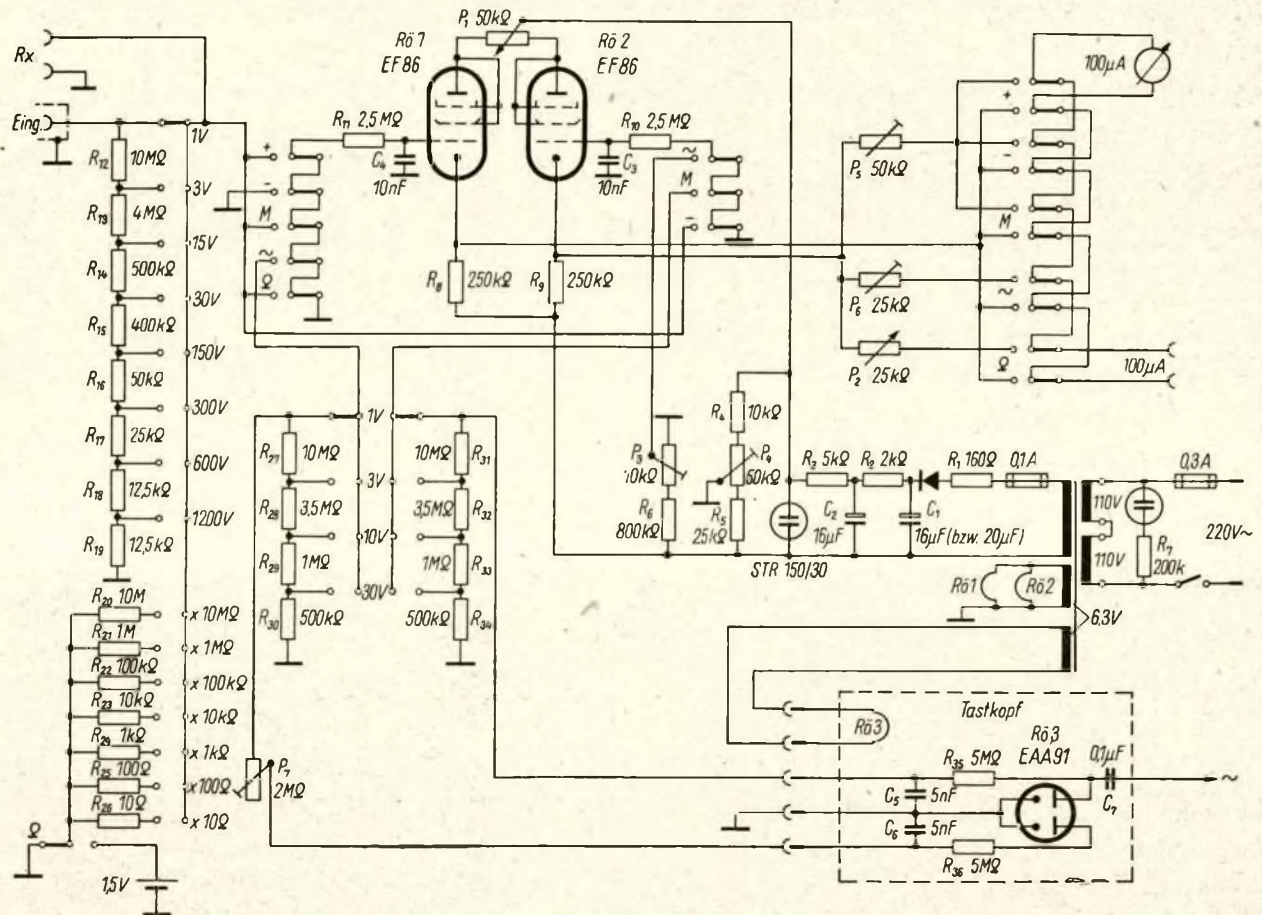 Rx
Eing.
R12 10MΩ
R13 4MΩ
R14 500kΩ
R15 400kΩ
R16 50kΩ
R17 25kΩ
R18 12,5kΩ
R19 12,5kΩ
1V
3V
15V
30V
150V
300V
600V
1200V
R20 10M
R21 1M
R22 100kΩ
R23 10kΩ
R29 1kΩ
R25 100Ω
R26 10Ω
x 10MΩ
x 1MΩ
x 100kΩ
x 10kΩ
x 1kΩ
x 100Ω
x 10Ω
Ω
1,5V
+
-
M
~
Ω
R11 2,5MΩ
C4
10nF
Rö 1
EF86
P1 50kΩ
Rö 2
EF86
R10 2,5MΩ
C3
10nF
~
M
-
R8 250kΩ
R9 250kΩ
R27 10MΩ
R28 3,5MΩ
R29 1MΩ
R30 500kΩ
1V
3V
10V
30V
10MΩ R31
3,5MΩ R32
1MΩ R33
500kΩ R34
P7
2MΩ
P3
10kΩ
R6
800kΩ
R4 10kΩ
P4
50kΩ
R5
25kΩ
STR 150/30
R2 5kΩ
R2 2kΩ
R1 160Ω
0,1A
C2
16µF
C1
16µF (bzw. 20µF)
110V
110V
R7
200k
0,3A
220V~
Rö1
Rö2
6,3V
P5 50kΩ
P6 25kΩ
P2 25kΩ
100µA
+
-
M
~
Ω
100µA
Tastkopf
Rö3
Rö3
EAA91
R35 5MΩ
C5 5nF
C6 5nF
R36 5MΩ
0,1µF
C7
~